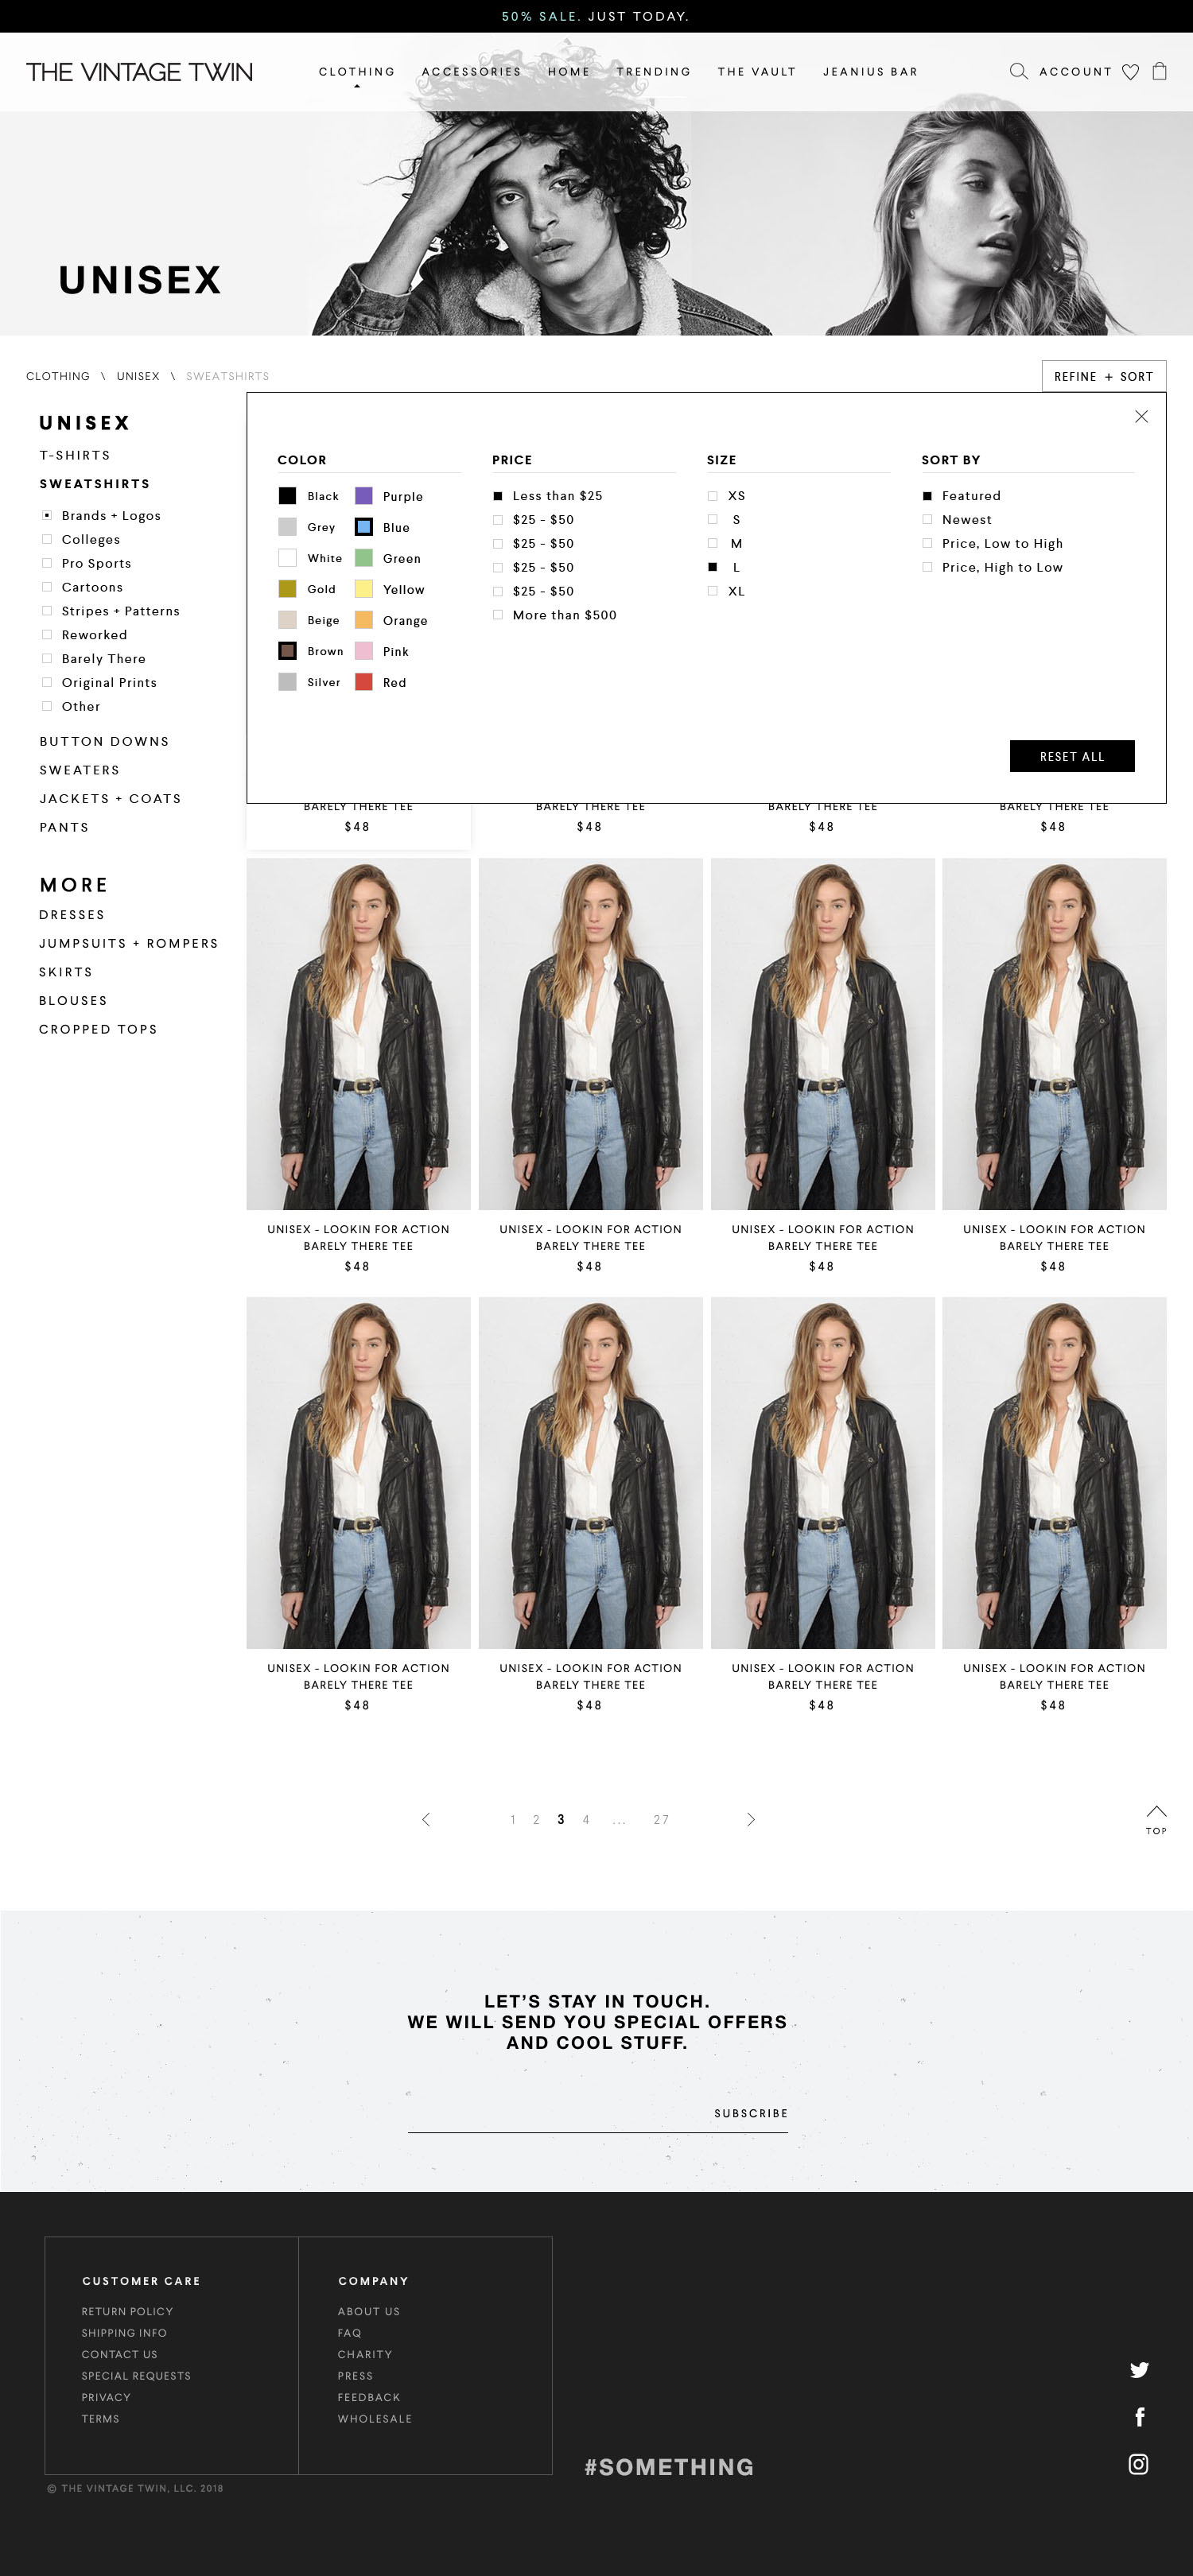 50% SALE. JUST TODAY.
THE VINTAGE TWIN
CLOTHING ACCESSORIES HOME TRENDING THE VAULT JEANIUS BAR
ACCOUNT
UNISEX
CLOTHING \ UNISEX \ SWEATSHIRTS
REFINE + SORT
UNISEX
T-SHIRTS
SWEATSHIRTS
Brands + Logos
Colleges
Pro Sports
Cartoons
Stripes + Patterns
Reworked
Barely There
Original Prints
Other
BUTTON DOWNS
SWEATERS
JACKETS + COATS
PANTS
MORE
DRESSES
JUMPSUITS + ROMPERS
SKIRTS
BLOUSES
CROPPED TOPS
COLOR
Black Purple
Grey Blue
White Green
Gold Yellow
Beige Orange
Brown Pink
Silver Red
PRICE
Less than $25
$25 - $50
$25 - $50
$25 - $50
$25 - $50
More than $500
SIZE
XS
S
M
L
XL
SORT BY
Featured
Newest
Price, Low to High
Price, High to Low
RESET ALL
BARELY THERE TEE BARELY THERE TEE BARELY THERE TEE BARELY THERE TEE
$48 $48 $48 $48
UNISEX - LOOKIN FOR ACTION UNISEX - LOOKIN FOR ACTION UNISEX - LOOKIN FOR ACTION UNISEX - LOOKIN FOR ACTION
BARELY THERE TEE BARELY THERE TEE BARELY THERE TEE BARELY THERE TEE
$48 $48 $48 $48
UNISEX - LOOKIN FOR ACTION UNISEX - LOOKIN FOR ACTION UNISEX - LOOKIN FOR ACTION UNISEX - LOOKIN FOR ACTION
BARELY THERE TEE BARELY THERE TEE BARELY THERE TEE BARELY THERE TEE
$48 $48 $48 $48
1 2 3 4 ... 27
TOP
LET’S STAY IN TOUCH.
WE WILL SEND YOU SPECIAL OFFERS
AND COOL STUFF.
SUBSCRIBE
CUSTOMER CARE
RETURN POLICY
SHIPPING INFO
CONTACT US
SPECIAL REQUESTS
PRIVACY
TERMS
COMPANY
ABOUT US
FAQ
CHARITY
PRESS
FEEDBACK
WHOLESALE
#SOMETHING
© THE VINTAGE TWIN, LLC. 2018